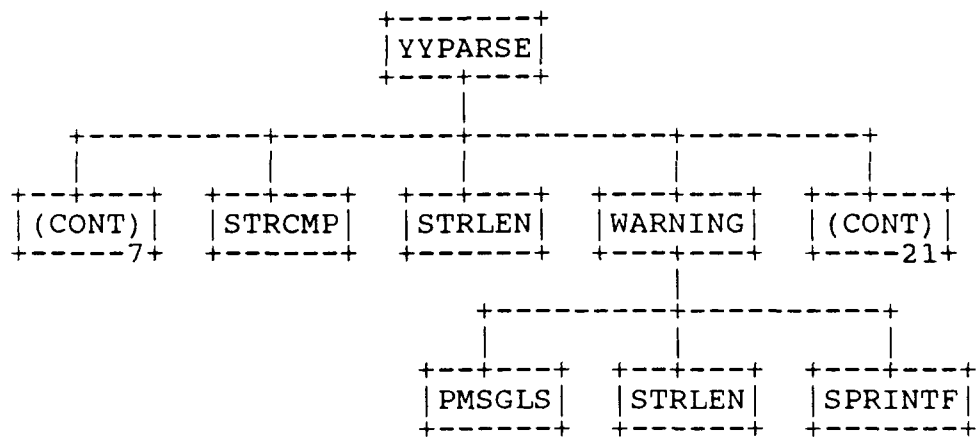 YYPARSE
(CONT) STRCMP STRLEN WARNING (CONT)
7 21
PMSGLS STRLEN SPRINTF